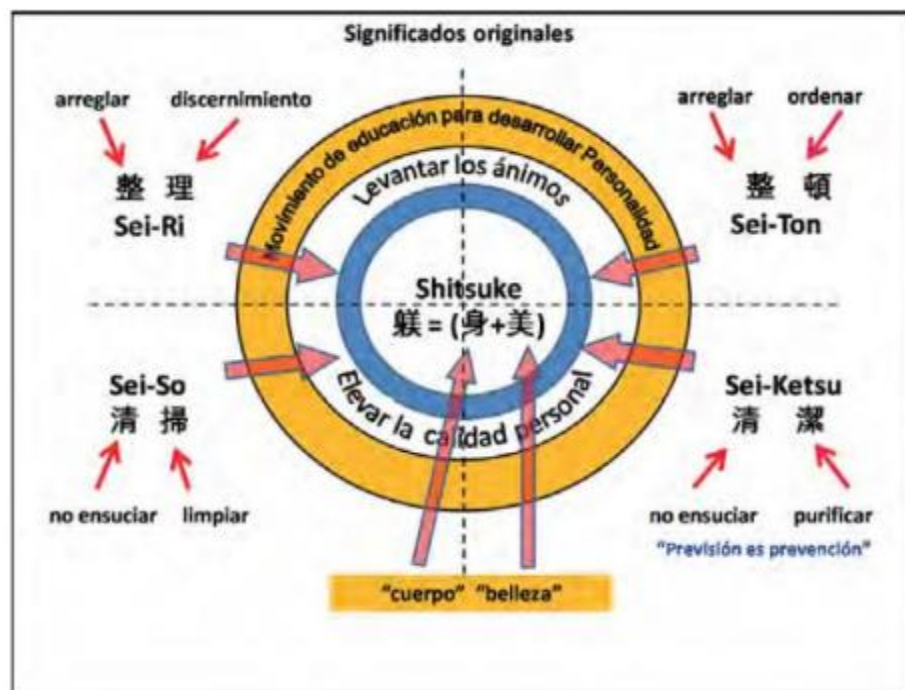 Significados originales
arreglar discernimiento
整 理
Sei-Ri
arreglar ordenar
整 頓
Sei-Ton
Movimiento de educación para desarrollar Personalidad
Levantar los ánimos
Shitsuke
躾 = (身+美)
Elevar la calidad personal
Sei-So
清 掃
no ensuciar limpiar
Sei-Ketsu
清 潔
no ensuciar purificar
"Previsión es prevención"
"cuerpo" "belleza"